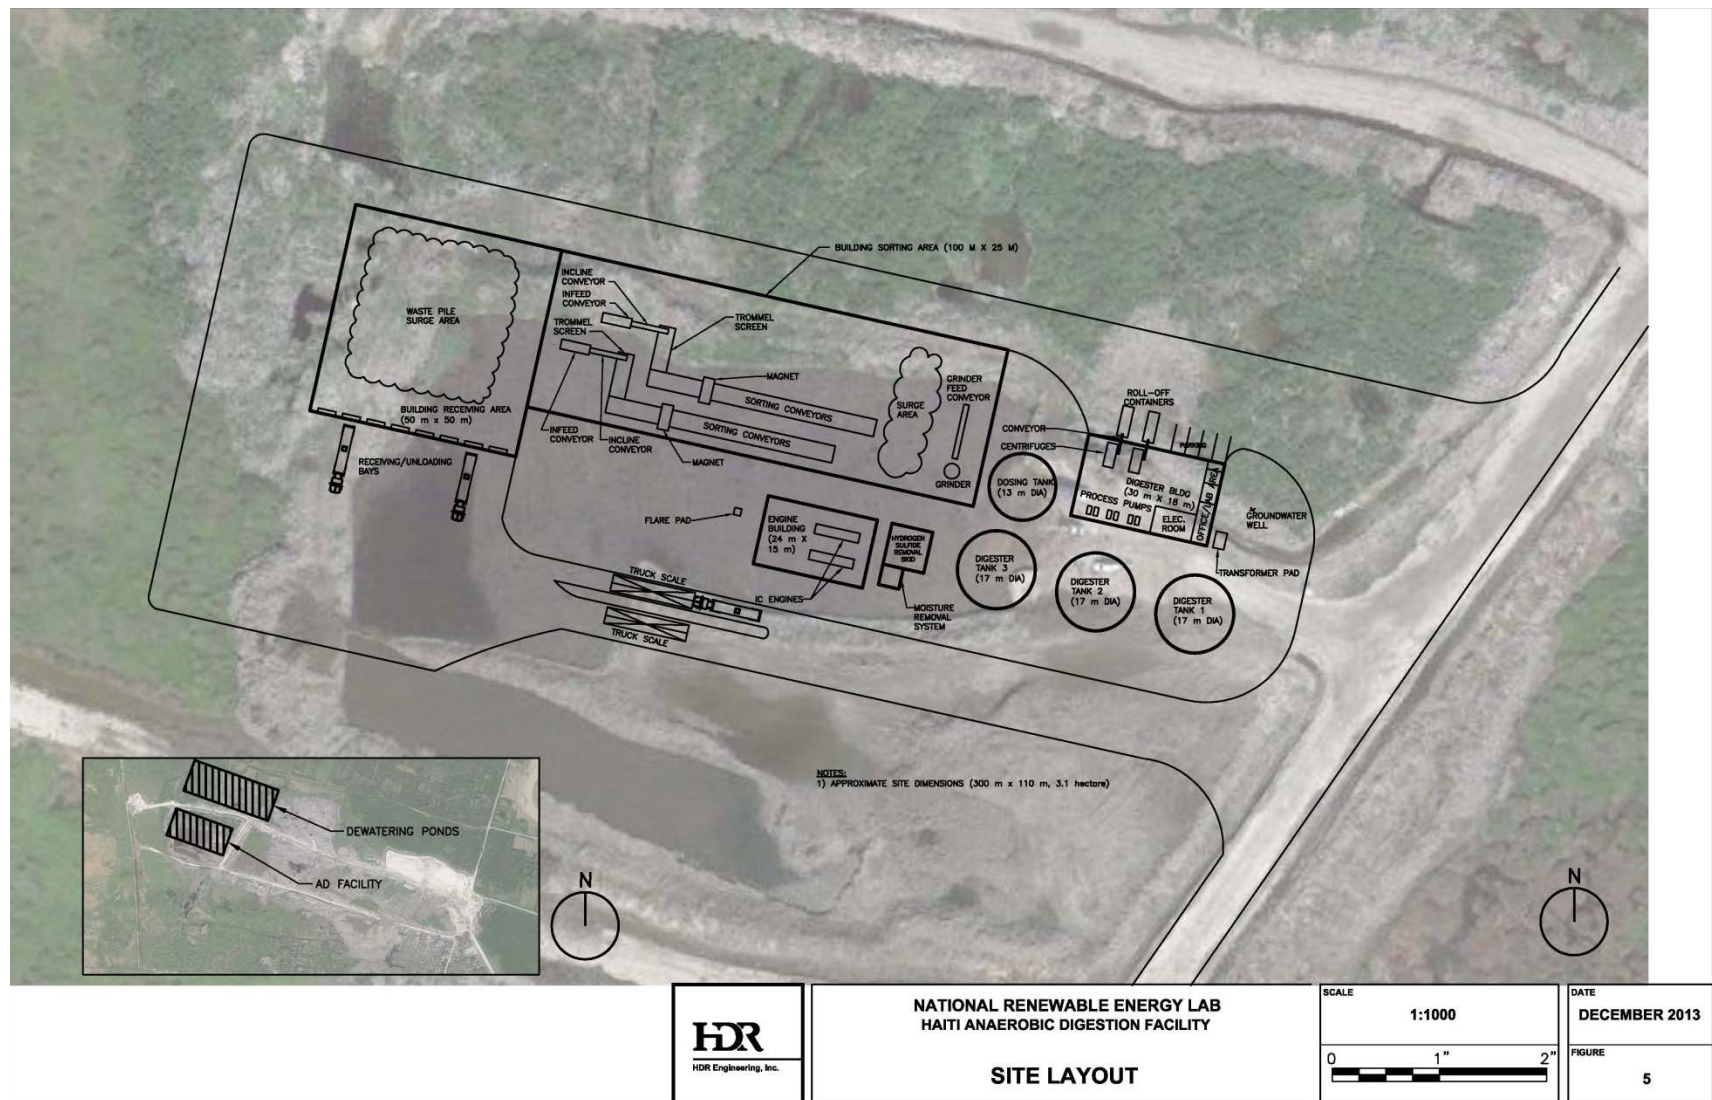 BUILDING SORTING AREA (100 M X 25 M)
INCLINE
CONVEYOR
INFEED
CONVEYOR
TROMMEL
SCREEN
TROMMEL
SCREEN
WASTE PILE
SURGE AREA
MAGNET
GRINDER
FEED
CONVEYOR
SURGE
AREA
ROLL-OFF
CONTAINERS
BUILDING RECEIVING AREA
(50 m x 50 m)
SORTING CONVEYORS
SORTING CONVEYORS
INFEED
CONVEYOR
INCLINE
CONVEYOR
CONVEYOR
CENTRIFUGES
PARKING
RECEIVING/UNLOADING
BAYS
MAGNET
GRINDER
DOSING TANK
(13 m DIA)
DIGESTER BLDG
(30 m X 18 m)
PROCESS PUMPS
OFFICE/LAB AREA
ELEC.
ROOM
GROUNDWATER
WELL
FLARE PAD
ENGINE
BUILDING
(24 m X
15 m)
HYDROGEN
SULFIDE
REMOVAL
SKID
DIGESTER
TANK 3
(17 m DIA)
DIGESTER
TANK 2
(17 m DIA)
DIGESTER
TANK 1
(17 m DIA)
TRANSFORMER PAD
TRUCK SCALE
IC ENGINES
MOISTURE
REMOVAL
SYSTEM
TRUCK SCALE
NOTES:
1) APPROXIMATE SITE DIMENSIONS (300 m x 110 m, 3.1 hectare)
DEWATERING PONDS
AD FACILITY
N
N
HDR
HDR Engineering, Inc.
NATIONAL RENEWABLE ENERGY LAB
HAITI ANAEROBIC DIGESTION FACILITY
SITE LAYOUT
SCALE
1:1000
0 1" 2"
DATE
DECEMBER 2013
FIGURE
5